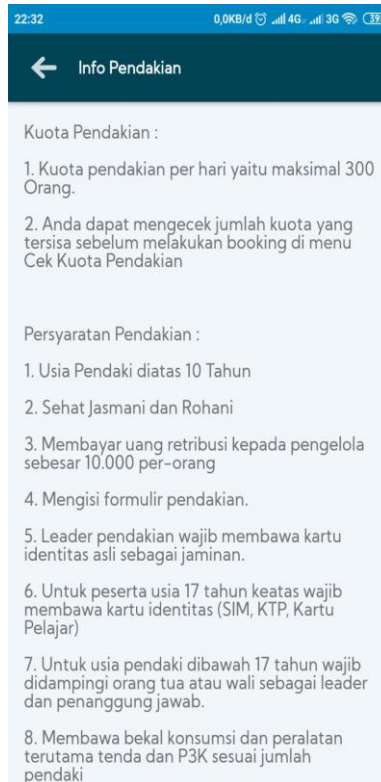 22:32 0,0KB/d 4G 3G 39
Info Pendakian
Kuota Pendakian :
1. Kuota pendakian per hari yaitu maksimal 300
Orang.
2. Anda dapat mengecek jumlah kuota yang
tersisa sebelum melakukan booking di menu
Cek Kuota Pendakian
Persyaratan Pendakian :
1. Usia Pendaki diatas 10 Tahun
2. Sehat Jasmani dan Rohani
3. Membayar uang retribusi kepada pengelola
sebesar 10.000 per-orang
4. Mengisi formulir pendakian.
5. Leader pendakian wajib membawa kartu
identitas asli sebagai jaminan.
6. Untuk peserta usia 17 tahun keatas wajib
membawa kartu identitas (SIM, KTP, Kartu
Pelajar)
7. Untuk usia pendaki dibawah 17 tahun wajib
didampingi orang tua atau wali sebagai leader
dan penanggung jawab.
8. Membawa bekal konsumsi dan peralatan
terutama tenda dan P3K sesuai jumlah
pendaki